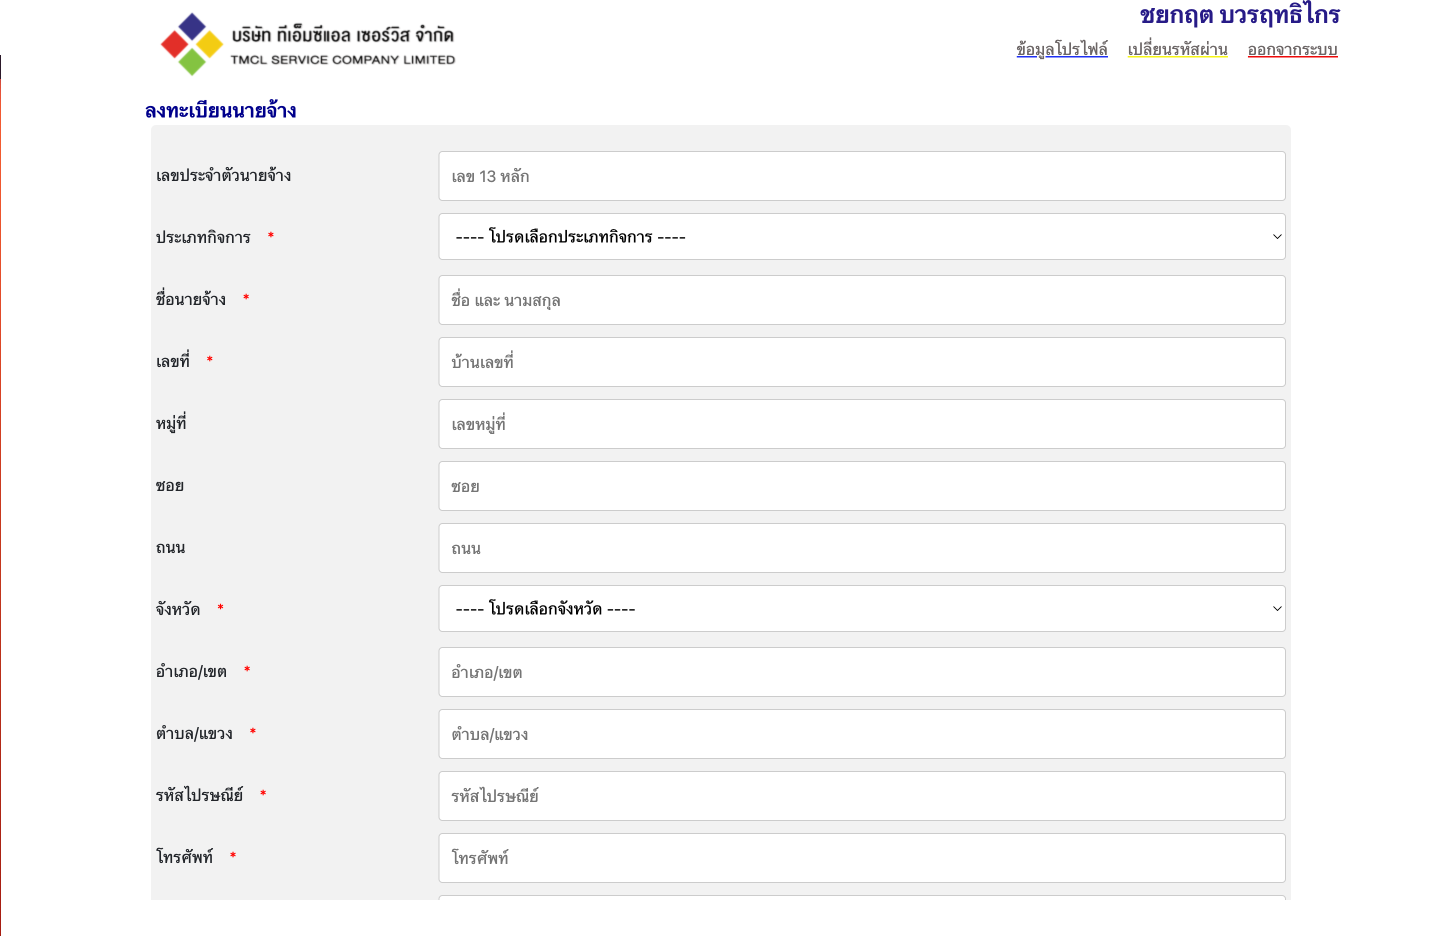 บริษัท ทีเอ็มซีแอล เซอร์วิส จำกัด
TMCL SERVICE COMPANY LIMITED
ชยกฤต บวรฤทธิไกร
ข้อมูลโปรไฟล์ เปลี่ยนรหัสผ่าน ออกจากระบบ
ลงทะเบียนนายจ้าง
เลขประจำตัวนายจ้าง เลข 13 หลัก
ประเภทกิจการ * ---- โปรดเลือกประเภทกิจการ ----
ชื่อนายจ้าง * ชื่อ และ นามสกุล
เลขที่ * บ้านเลขที่
หมู่ที่ เลขหมู่ที่
ซอย ซอย
ถนน ถนน
จังหวัด * ---- โปรดเลือกจังหวัด ----
อำเภอ/เขต * อำเภอ/เขต
ตำบล/แขวง * ตำบล/แขวง
รหัสไปรษณีย์ * รหัสไปรษณีย์
โทรศัพท์ * โทรศัพท์